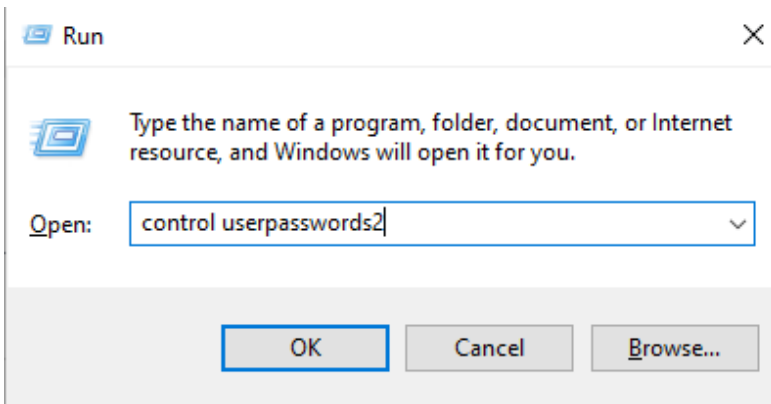 Run
Type the name of a program, folder, document, or Internet
resource, and Windows will open it for you.
Open: control userpasswords2
OK Cancel Browse...